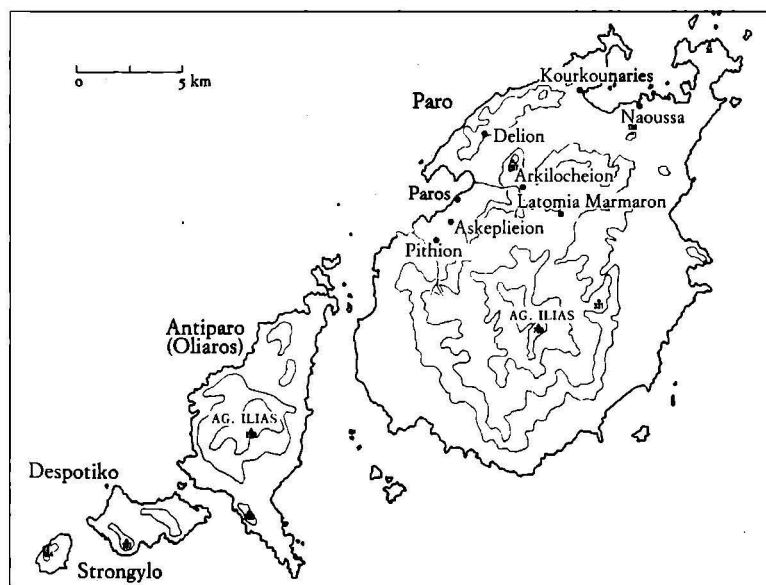 0 5 km
Kourkounaries
Paro
Naoussa
Delion
Arkilocheion
Paros
Latomia Marmaron
Askeplieion
Pithion
AG. ILIAS
Antiparo
(Oliaros)
AG. ILIAS
Despotiko
Strongylo